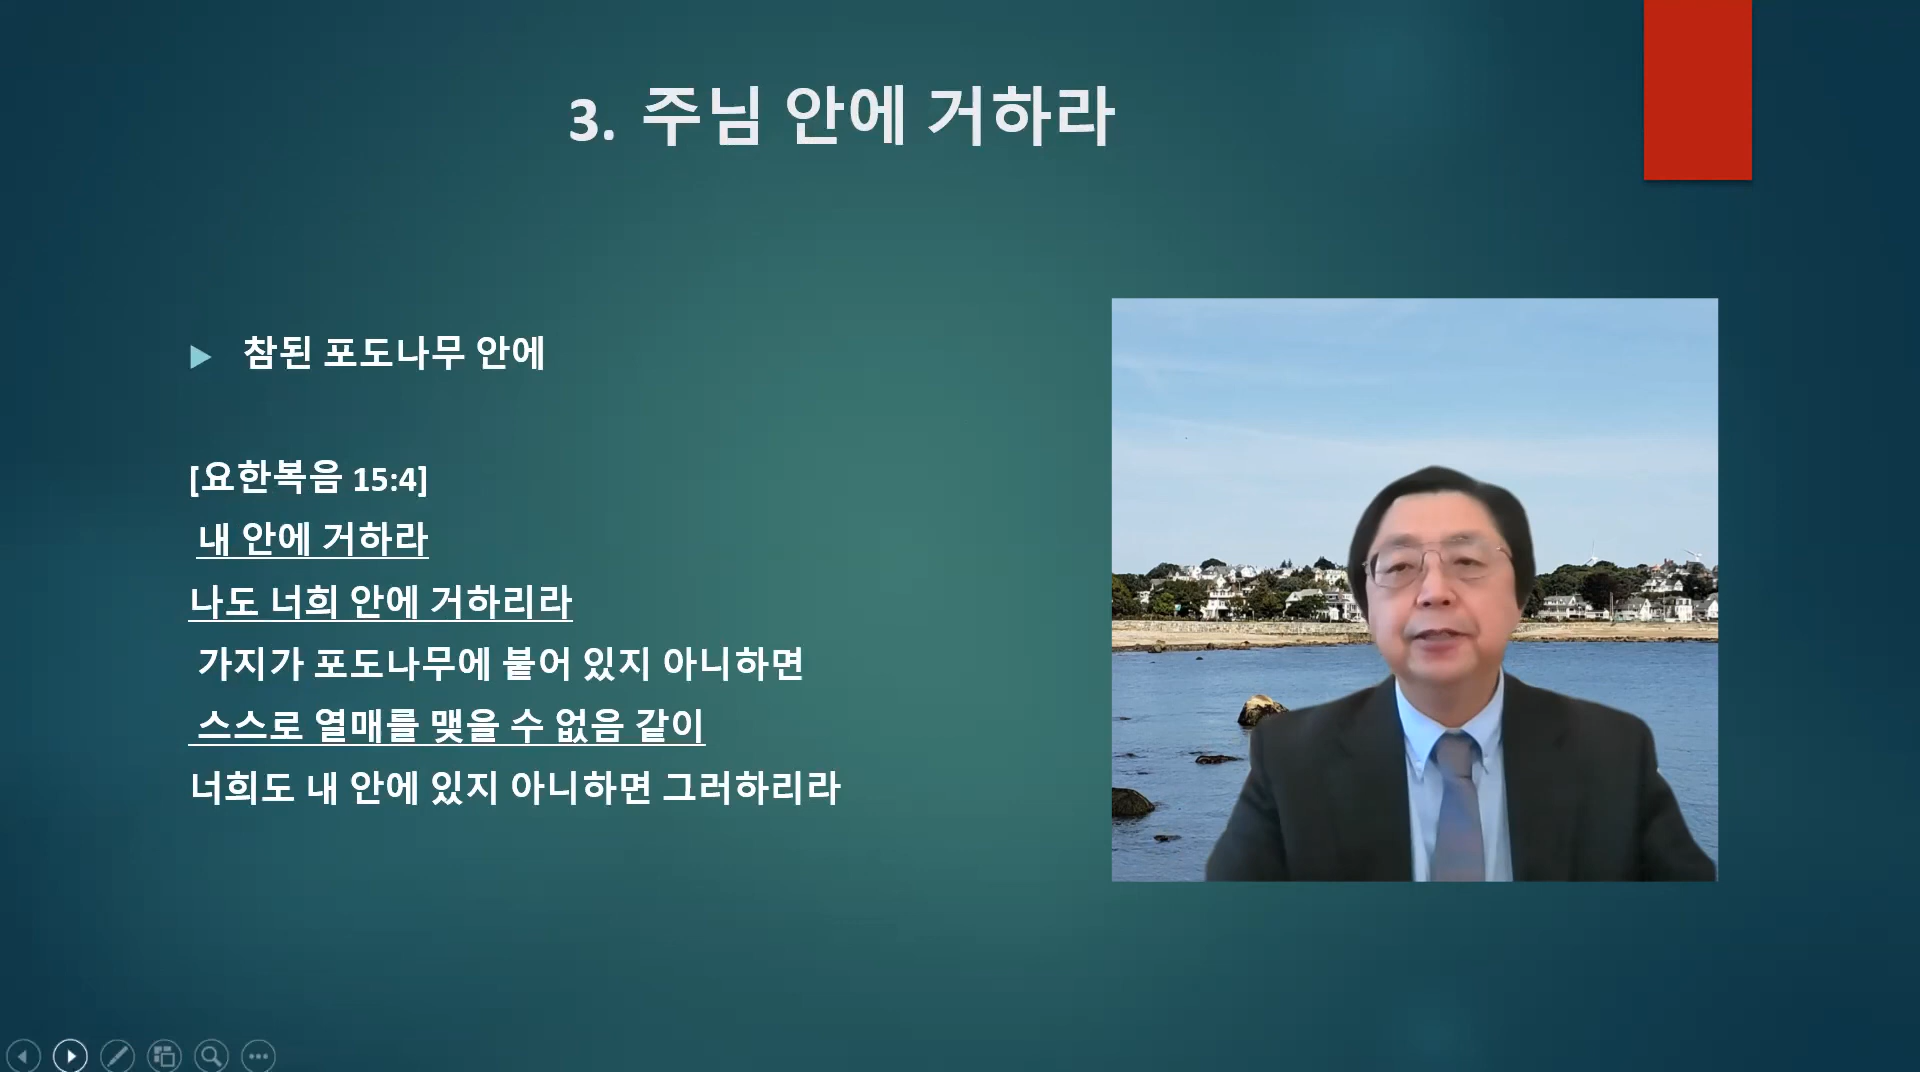 3. 주님 안에 거하라
참된 포도나무 안에
[요한복음 15:4]
내 안에 거하라
나도 너희 안에 거하리라
가지가 포도나무에 붙어 있지 아니하면
스스로 열매를 맺을 수 없음 같이
너희도 내 안에 있지 아니하면 그러하리라